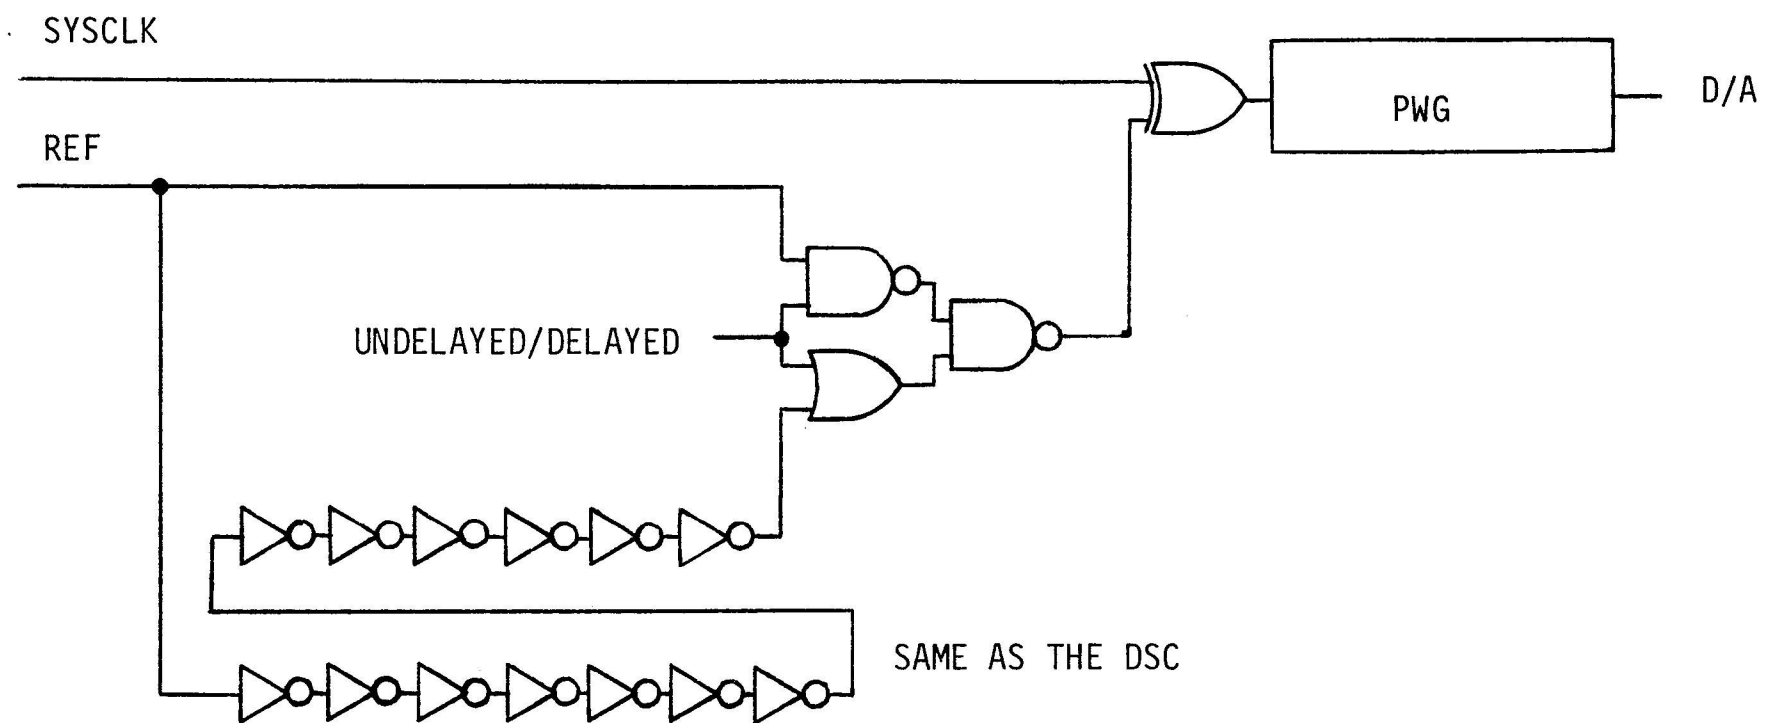 SYSCLK
D/A
PWG
REF
UNDELAYED/DELAYED
SAME AS THE DSC